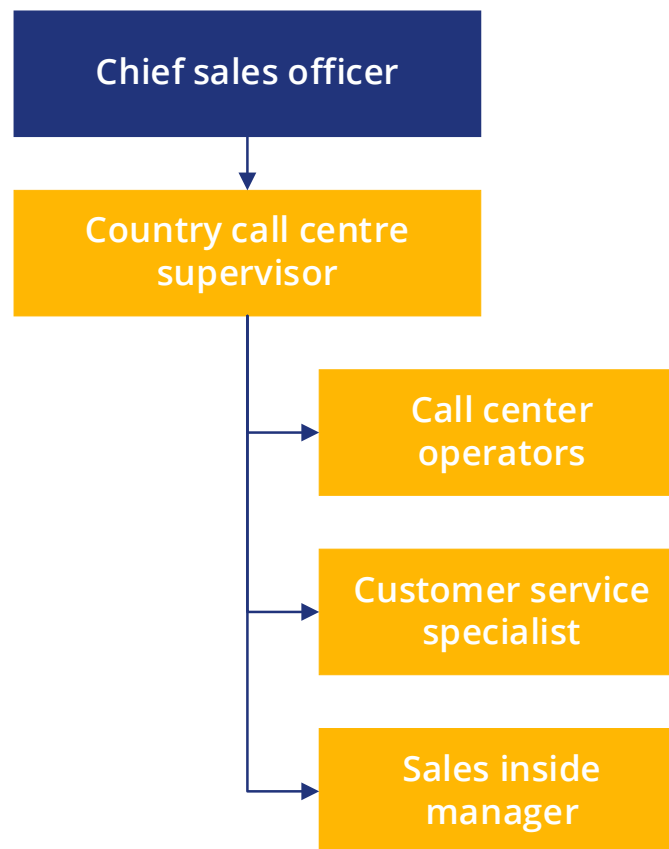 Chief sales officer
Country call centre
supervisor
Call center
operators
Customer service
specialist
Sales inside
manager